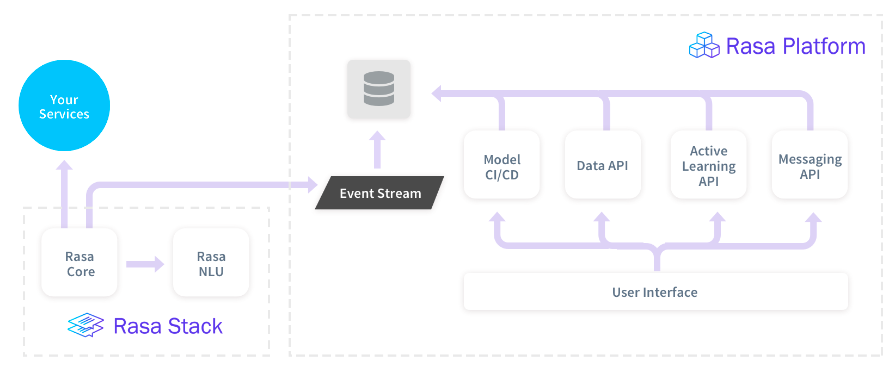 Rasa Platform
Your
Services
Model
CI/CD
Data API
Active
Learning
API
Messaging
API
Event Stream
Rasa
Core
Rasa
NLU
User Interface
Rasa Stack